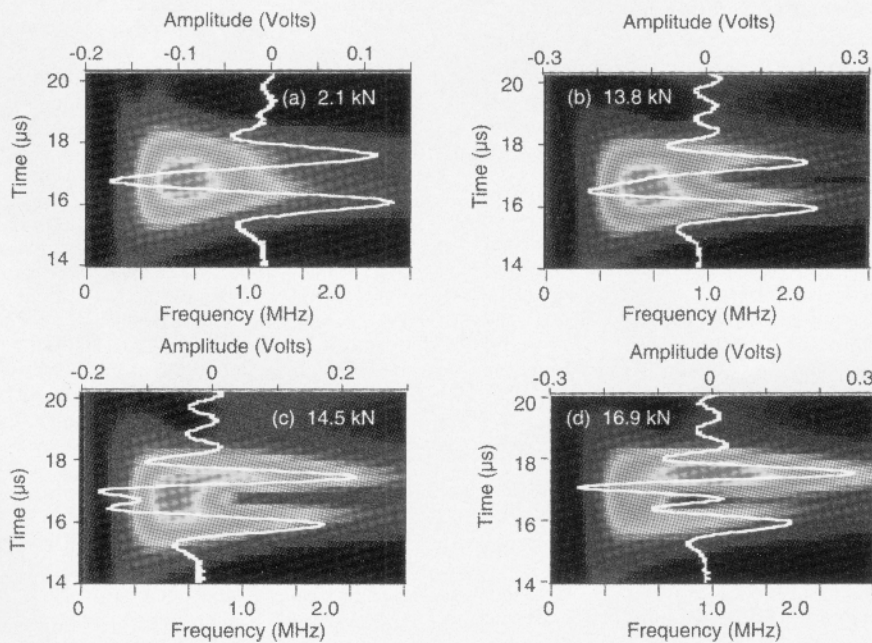 Amplitude (Volts)
-0.2 -0.1 0 0.1
20
18
16
14
Time (μs)
(a) 2.1 kN
0 1.0 2.0
Frequency (MHz)
Amplitude (Volts)
-0.3 0 0.3
20
18
16
14
Time (μs)
(b) 13.8 kN
0 1.0 2.0
Frequency (MHz)
Amplitude (Volts)
-0.2 0 0.2
20
18
16
14
Time (μs)
(c) 14.5 kN
0 1.0 2.0
Frequency (MHz)
Amplitude (Volts)
-0.3 0 0.3
20
18
16
14
Time (μs)
(d) 16.9 kN
0 1.0 2.0
Frequency (MHz)